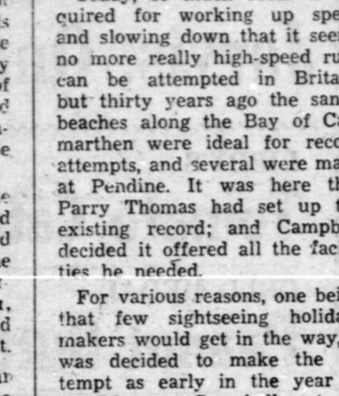 quired for working up spe
and slowing down that it see
no more really high-speed ru
can be attempted in Brita
but thirty years ago the san
beaches along the Bay of Ca
marthen were ideal for reco
attempts, and several were ma
at Pendine. It was here th
Parry Thomas had set up t
existing record; and Campb
decided it offered all the faci
ties he needed.
For various reasons, one bei
that few sightseeing holida
makers would get in the way,
was decided to make the
tempt as early in the year